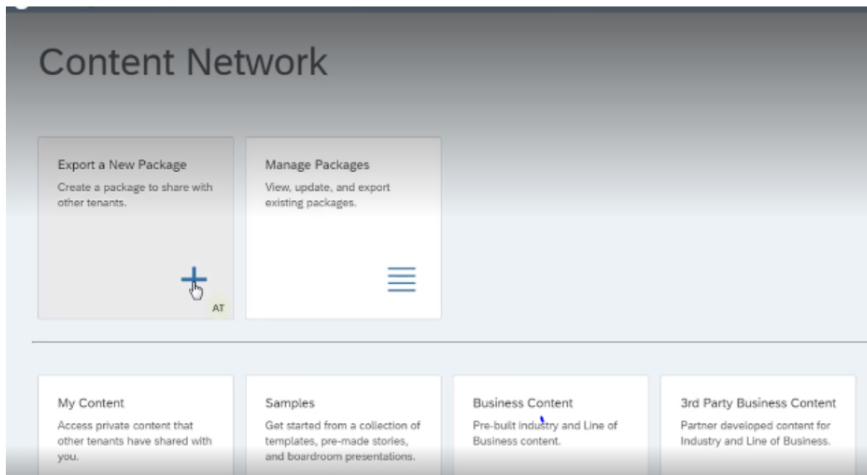 Content Network
Export a New Package
Create a package to share with
other tenants.
AT
Manage Packages
View, update, and export
existing packages.
My Content
Access private content that
other tenants have shared with
you.
Samples
Get started from a collection of
templates, pre-made stories,
and boardroom presentations.
Business Content
Pre-built industry and Line of
Business content.
3rd Party Business Content
Partner developed content for
Industry and Line of Business.